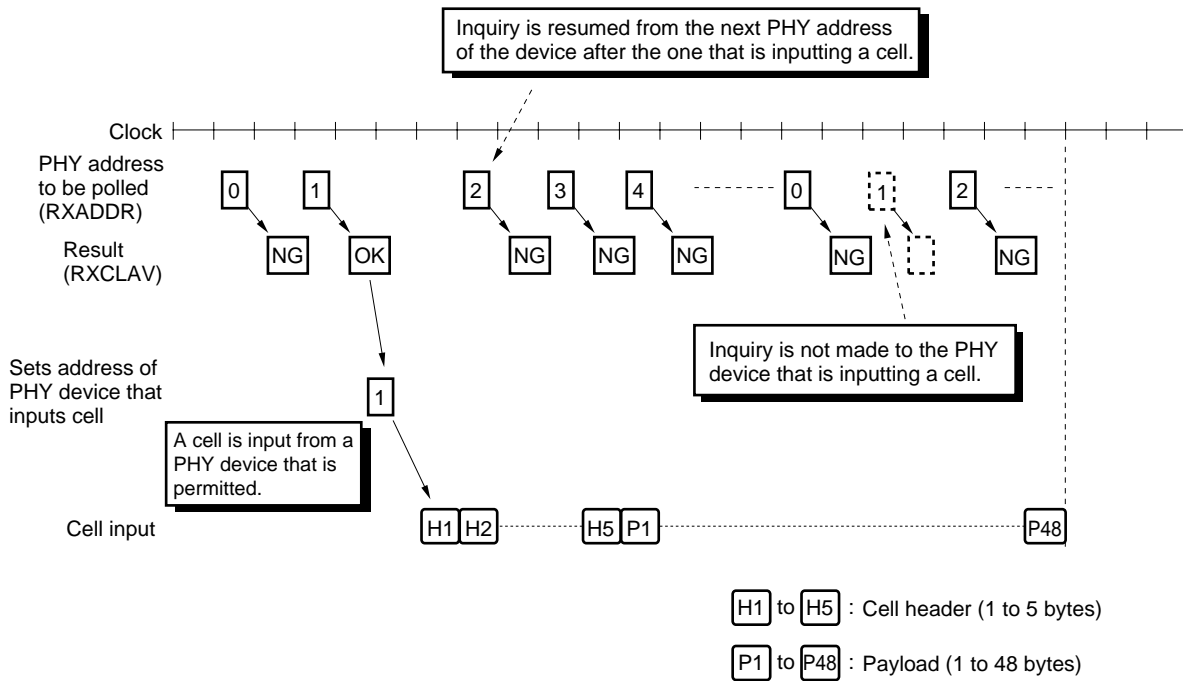 Inquiry is resumed from the next PHY address
of the device after the one that is inputting a cell.
Clock
PHY address
to be polled
(RXADDR)
0 1 2 3 4 0 1 2
Result
(RXCLAV)
NG OK NG NG NG NG NG
Inquiry is not made to the PHY
device that is inputting a cell.
Sets address of
PHY device that
inputs cell
1
A cell is input from a
PHY device that is
permitted.
Cell input
H1 H2 H5 P1 P48
H1 to H5 : Cell header (1 to 5 bytes)
P1 to P48 : Payload (1 to 48 bytes)